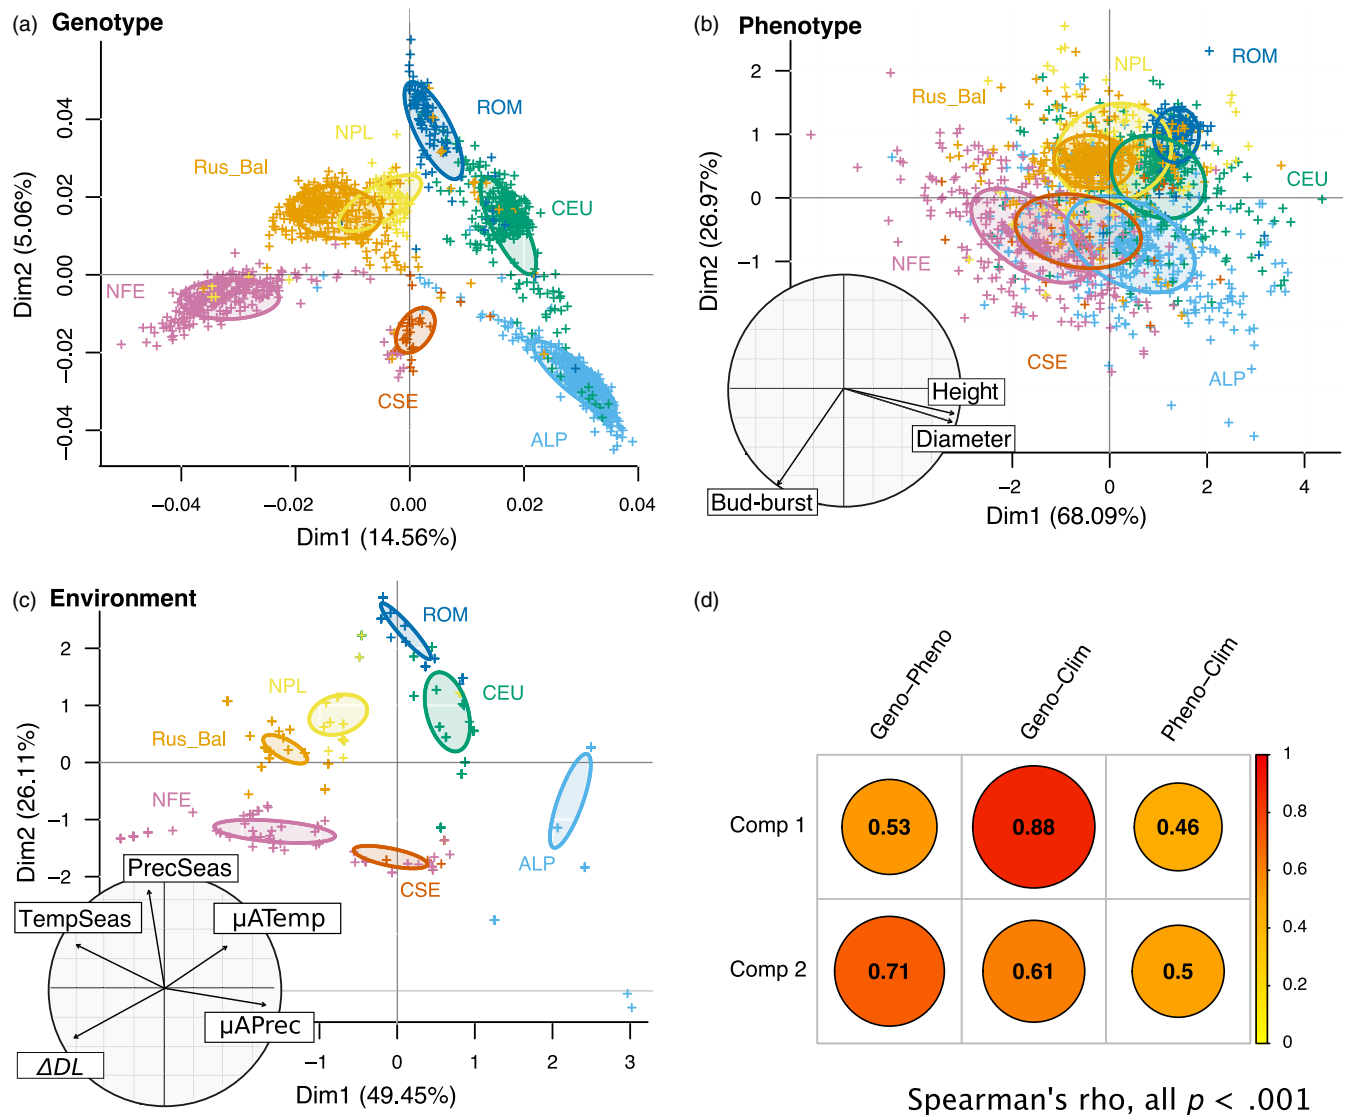 (a) Genotype
ROM
NPL
Rus_Bal
CEU
NFE
CSE
ALP
0.04
0.02
0.00
−0.02
−0.04
Dim2 (5.06%)
−0.04
−0.02
0.00
0.02
0.04
Dim1 (14.56%)
(b) Phenotype
NPL
ROM
Rus_Bal
CEU
NFE
CSE
ALP
2
1
0
−1
Dim2 (26.97%)
Height
Diameter
Bud-burst
−2
0
2
4
Dim1 (68.09%)
(c) Environment
ROM
NPL
CEU
Rus_Bal
NFE
ALP
CSE
2
1
0
−1
−2
Dim2 (26.11%)
PrecSeas
TempSeas
μATemp
μAPrec
ΔDL
−1
0
1
2
3
Dim1 (49.45%)
(d)
Geno−Pheno
Geno−Clim
Pheno−Clim
Comp 1
0.53
0.88
0.46
Comp 2
0.71
0.61
0.5
1
0.8
0.6
0.4
0.2
0
Spearman's rho, all p < .001